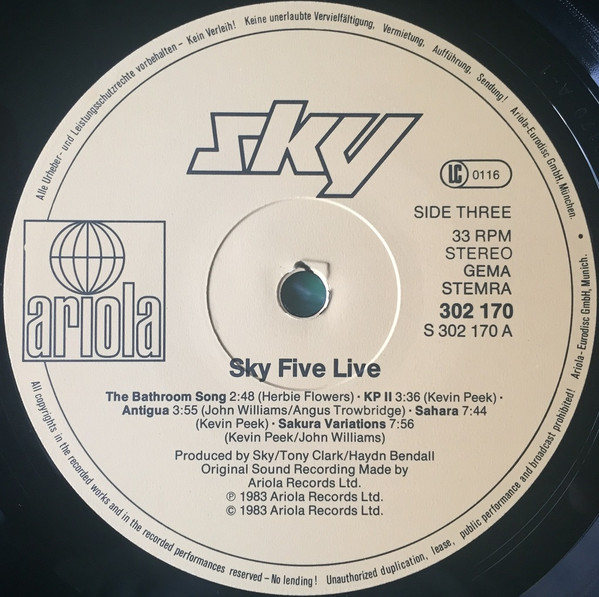 Alle Urheber- und Leistungsschutzrechte vorbehalten – Kein Verleih! Keine unerlaubte Vervielfältigung, Vermietung, Aufführung, Sendung! Ariola-Eurodisc GmbH, München.
sky
LC 0116
SIDE THREE
33 RPM
STEREO
GEMA
STEMRA
302 170
S 302 170 A
ariola
Sky Five Live
The Bathroom Song 2:48 (Herbie Flowers) · KP II 3:36 (Kevin Peek) ·
Antigua 3:55 (John Williams/Angus Trowbridge) · Sahara 7:44
(Kevin Peek) · Sakura Variations 7:56
(Kevin Peek/John Williams)
Produced by Sky/Tony Clark/Haydn Bendall
Original Sound Recording Made by
Ariola Records Ltd.
℗ 1983 Ariola Records Ltd.
© 1983 Ariola Records Ltd.
All copyrights in the recorded works and in the recorded performances reserved – No lending! Unauthorized duplication, lease, public performance and broadcast prohibited! Ariola-Eurodisc GmbH, Munich. •